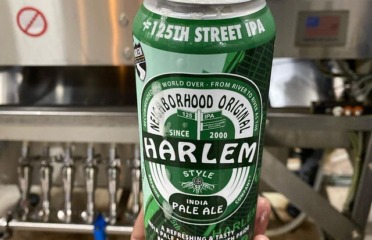 #125TH STREET IPA
WORLD OVER · FROM RIVER TO RIVER
NEIGHBORHOOD ORIGINAL
125 IPA
SINCE 2000
HARLEM
STYLE
INDIA
PALE ALE
A REFRESHING & TASTY
PALE